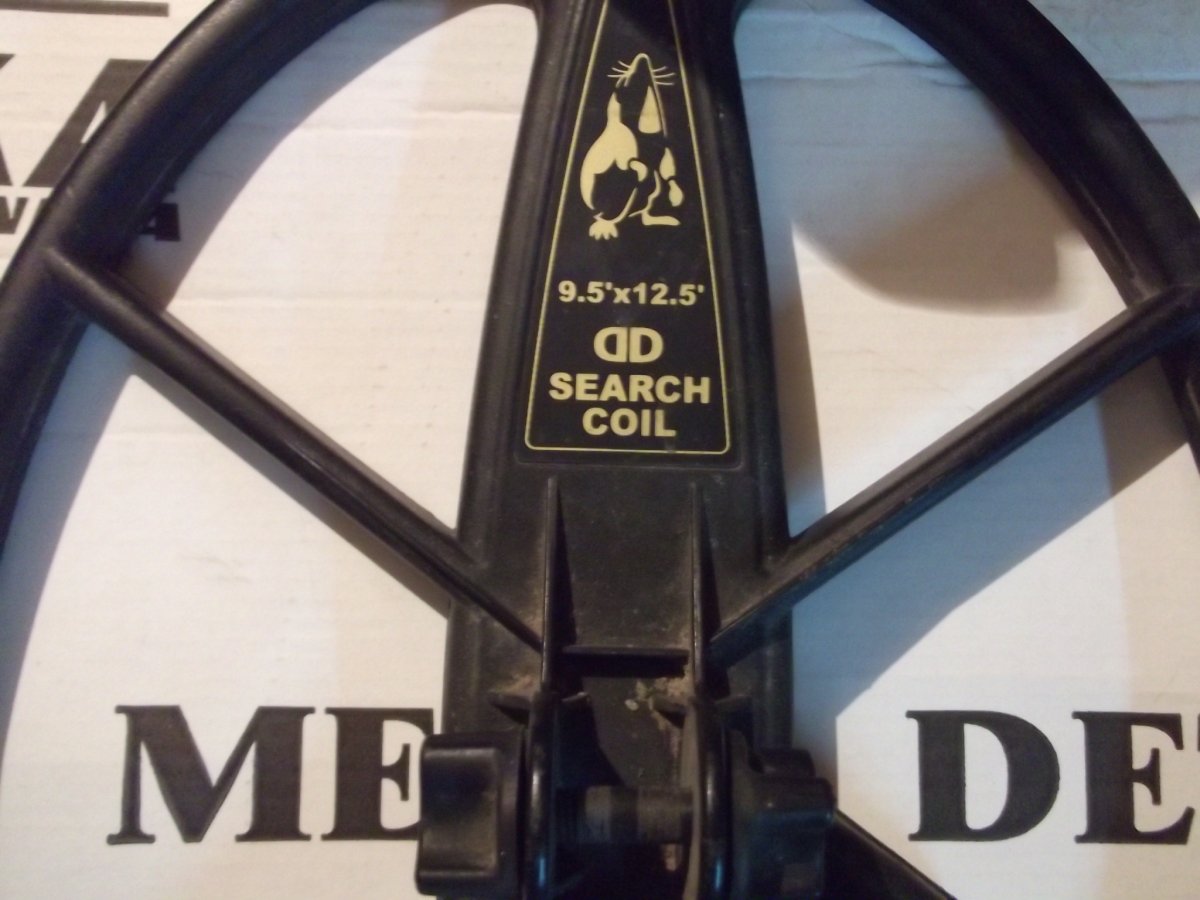 9.5'x12.5'
DD
SEARCH
COIL
ME DE